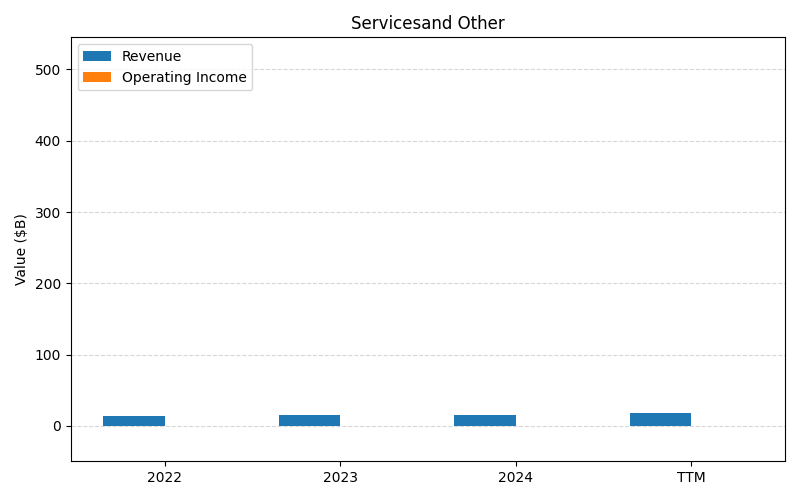 Servicesand Other
Revenue
Operating Income
Value ($B)
500
400
300
200
100
0
2022
2023
2024
TTM